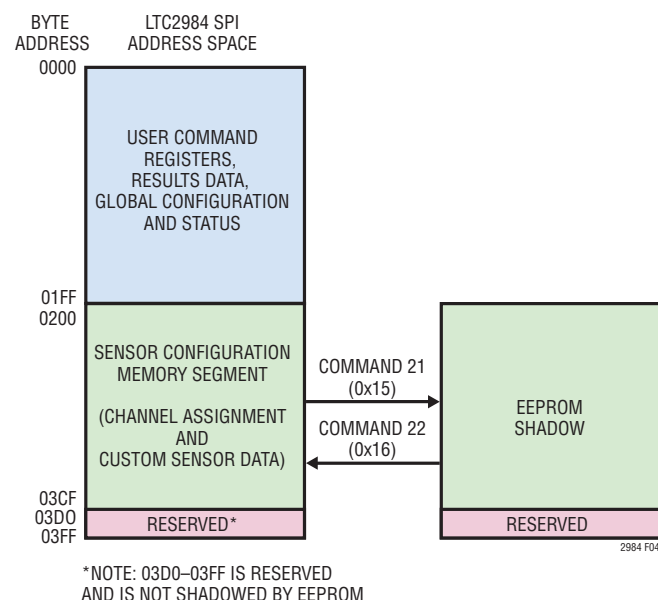 BYTE
ADDRESS
LTC2984 SPI
ADDRESS SPACE
0000
USER COMMAND
REGISTERS,
RESULTS DATA,
GLOBAL CONFIGURATION
AND STATUS
01FF
0200
SENSOR CONFIGURATION
MEMORY SEGMENT
(CHANNEL ASSIGNMENT
AND
CUSTOM SENSOR DATA)
COMMAND 21
(0x15)
COMMAND 22
(0x16)
EEPROM
SHADOW
03CF
03D0
03FF
RESERVED*
RESERVED
2984 F04
*NOTE: 03D0–03FF IS RESERVED
AND IS NOT SHADOWED BY EEPROM